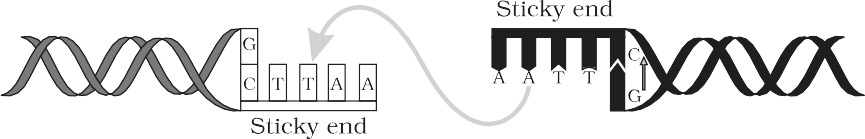 Sticky end
G
C T T A A
A A T T
C
G
Sticky end